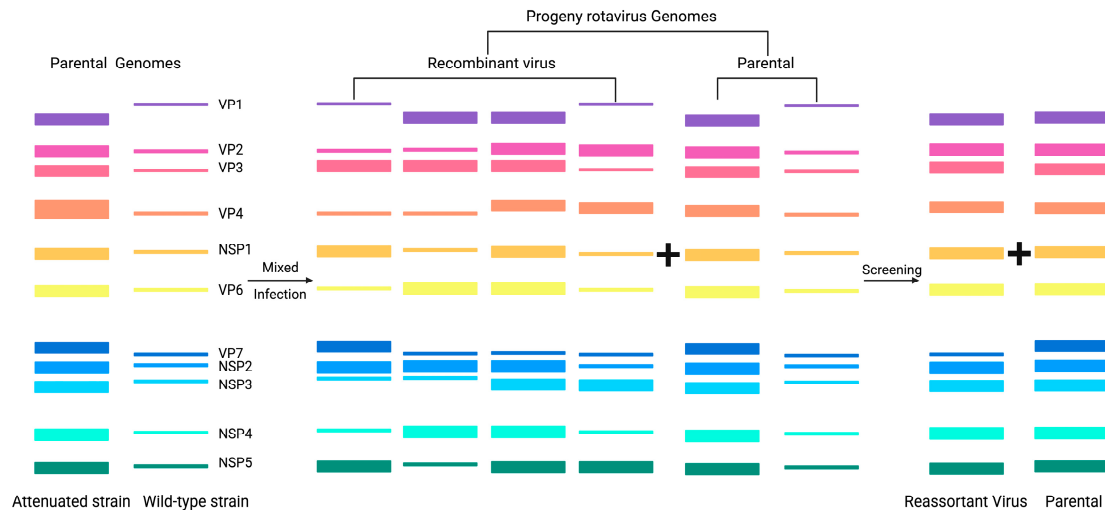 Progeny rotavirus Genomes
Parental Genomes
Recombinant virus
Parental
VP1
VP2
VP3
VP4
NSP1
VP6
VP7
NSP2
NSP3
NSP4
NSP5
Mixed
Infection
+
Screening
+
Attenuated strain
Wild-type strain
Reassortant Virus
Parental